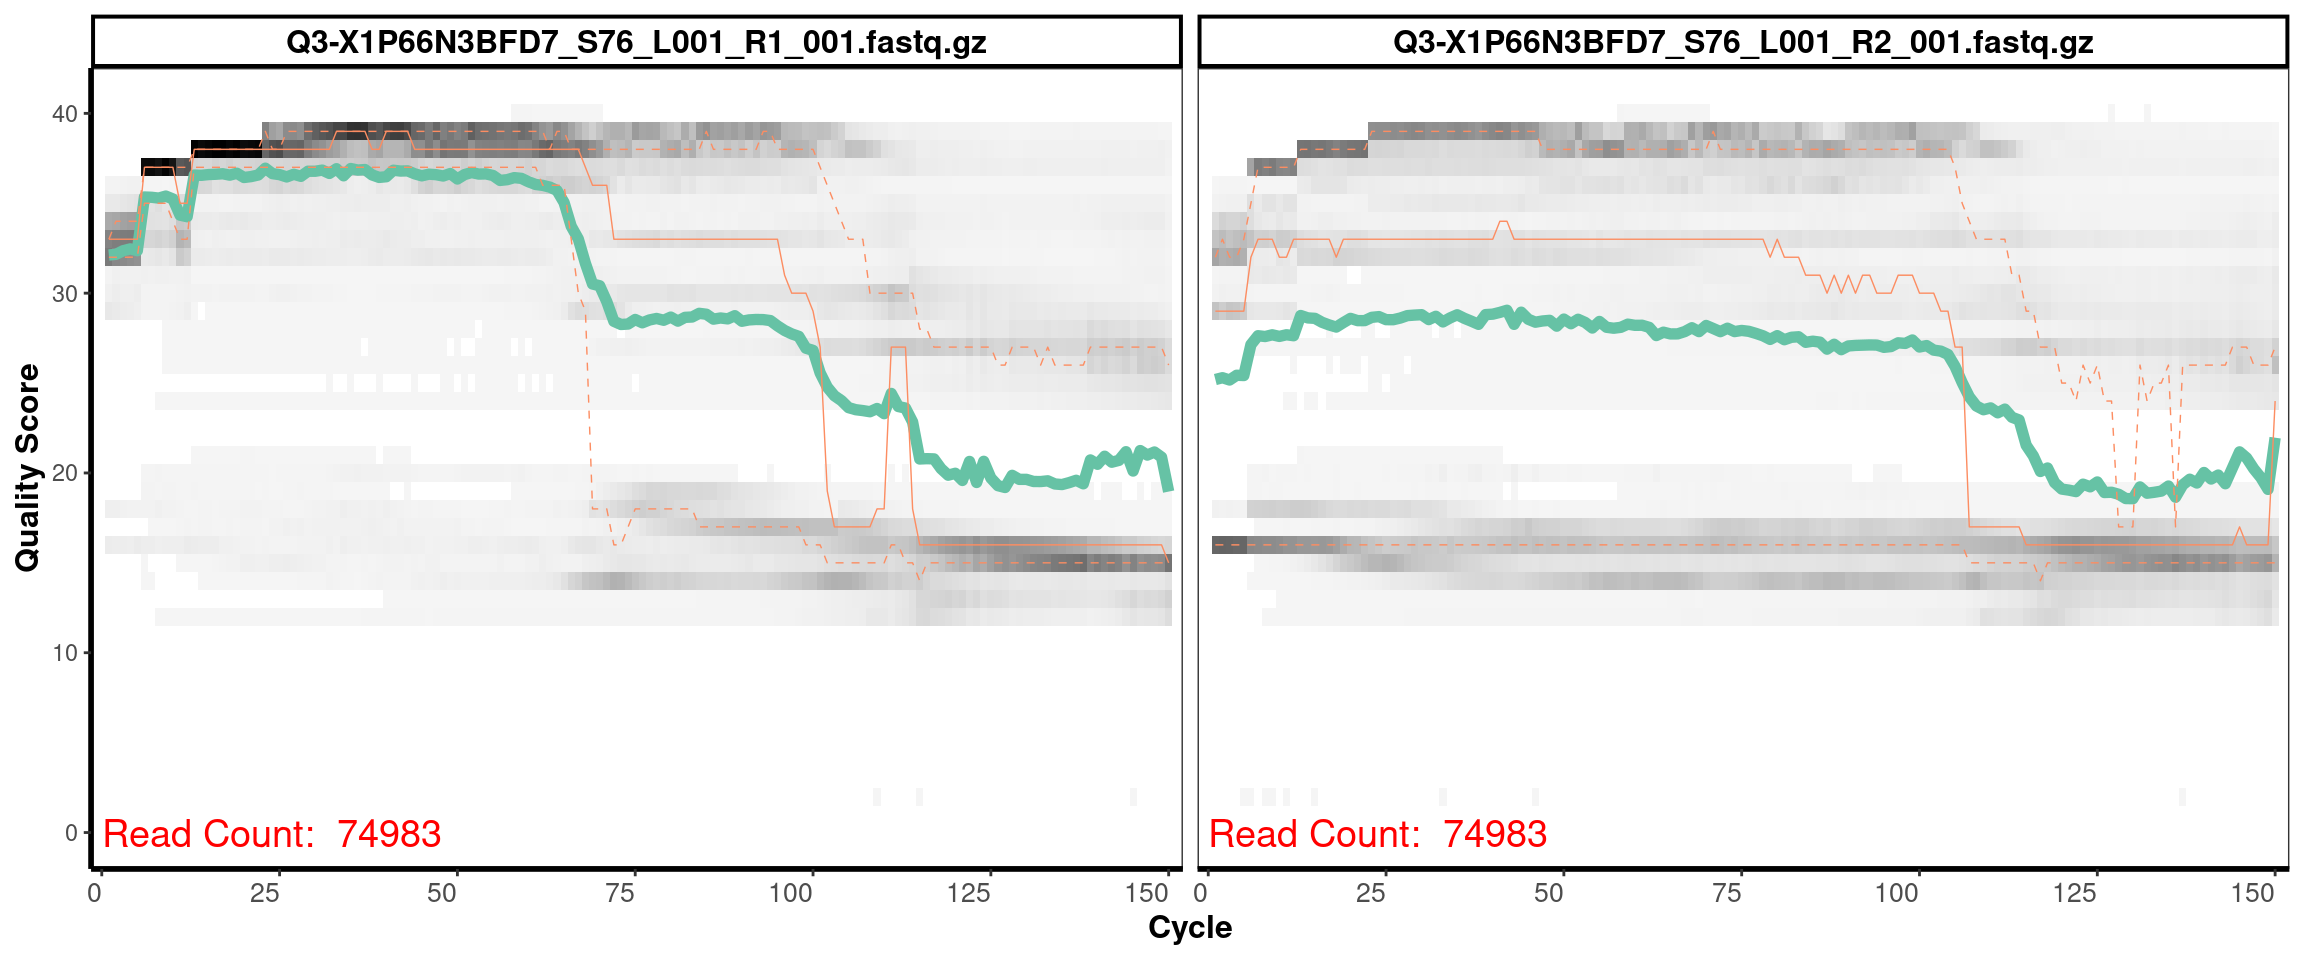 Q3-X1P66N3BFD7_S76_L001_R1_001.fastq.gz
Q3-X1P66N3BFD7_S76_L001_R2_001.fastq.gz
Quality Score
40
30
20
10
0
Read Count: 74983
Read Count: 74983
0 25 50 75 100 125 150
0 25 50 75 100 125 150
Cycle